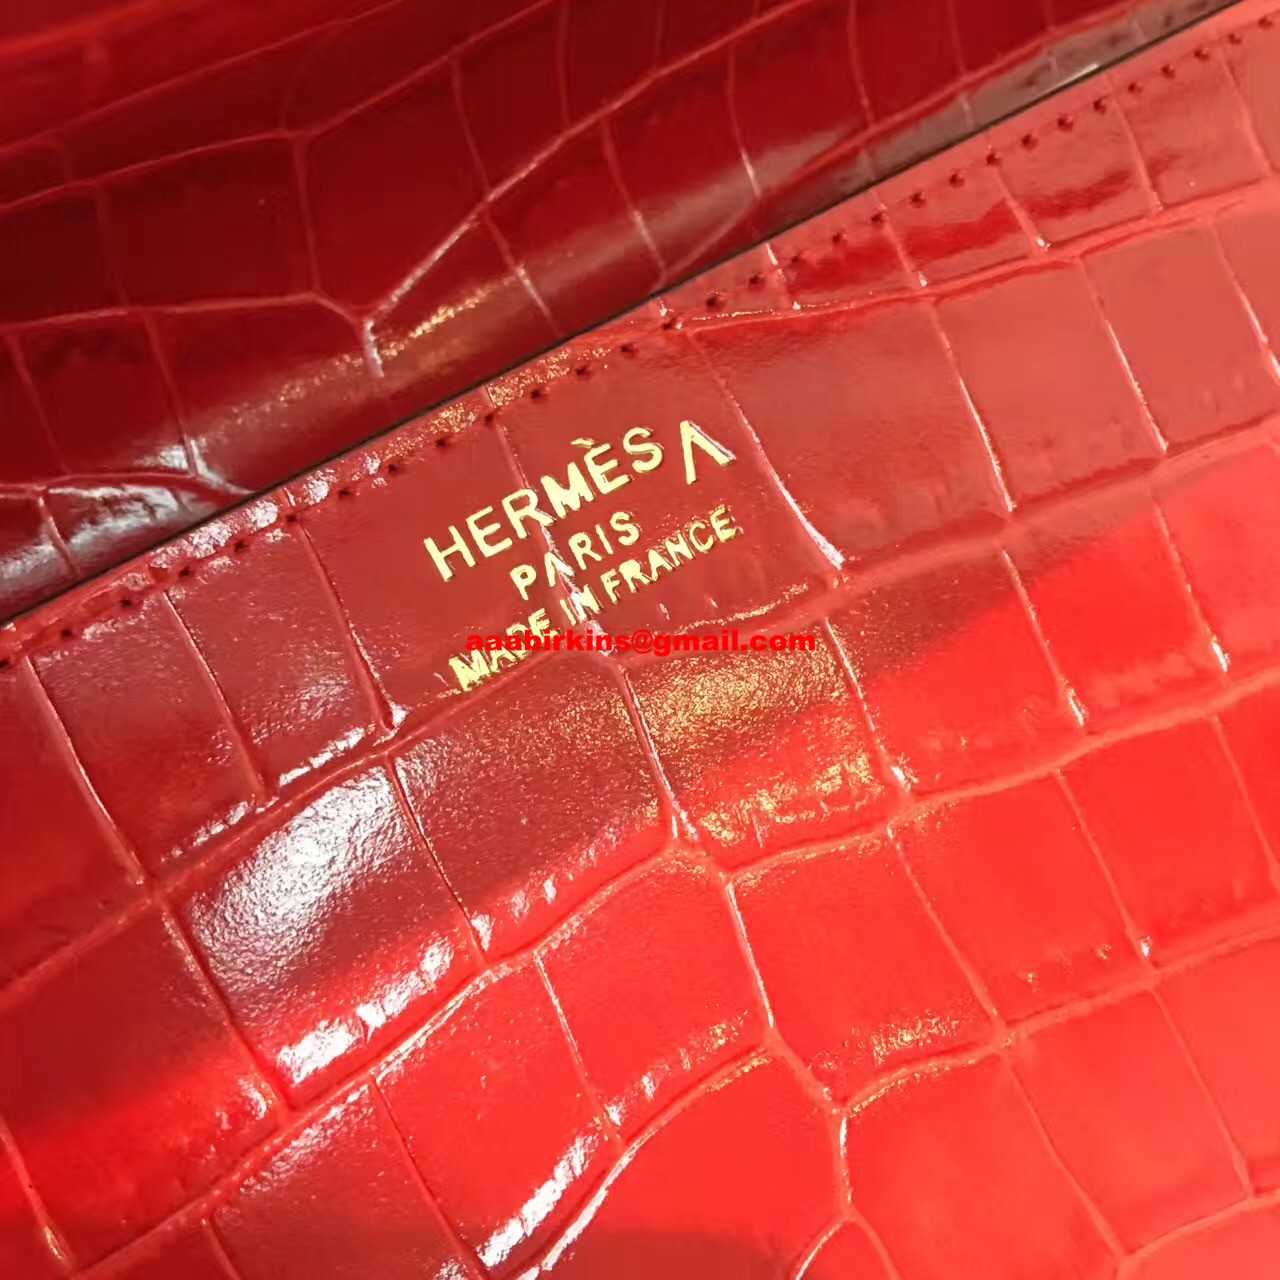 HERMÈS Λ
PARIS
MADE IN FRANCE
aaabirkins@gmail.com